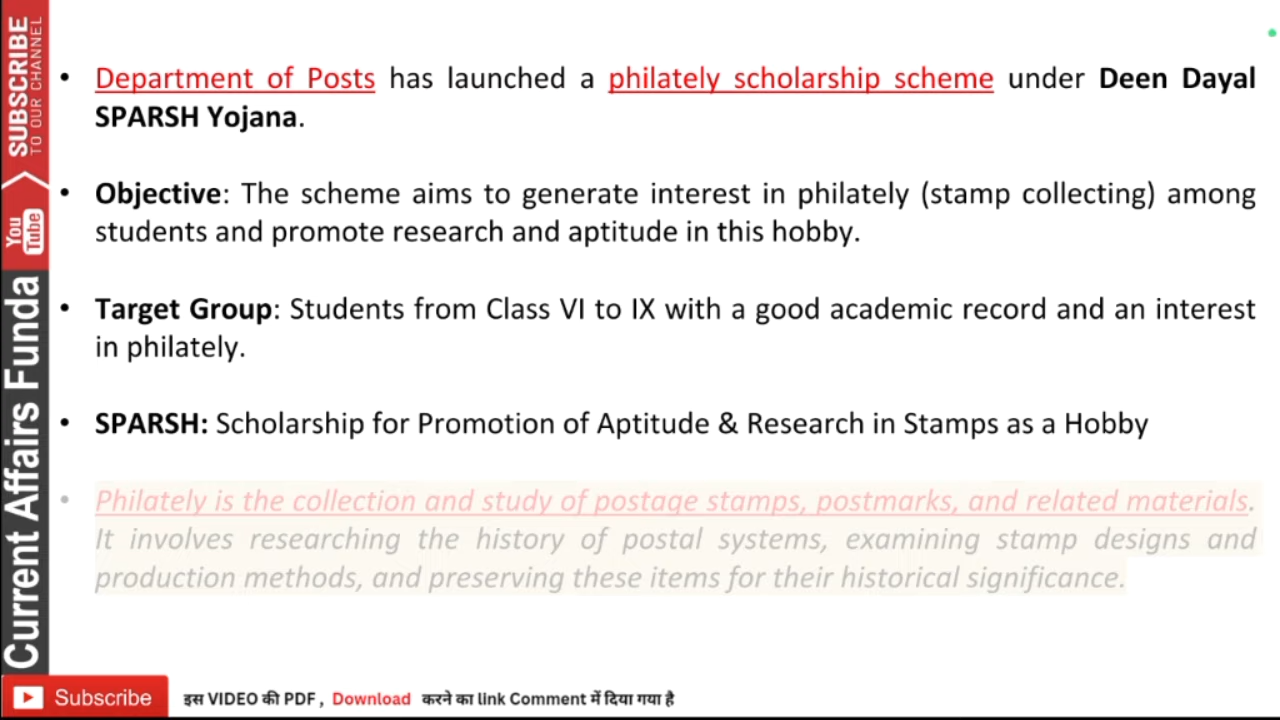 SUBSCRIBE
TO OUR CHANNEL
You
Tube
Current Affairs Funda
• Department of Posts has launched a philately scholarship scheme under Deen Dayal
SPARSH Yojana.
• Objective: The scheme aims to generate interest in philately (stamp collecting) among
students and promote research and aptitude in this hobby.
• Target Group: Students from Class VI to IX with a good academic record and an interest
in philately.
• SPARSH: Scholarship for Promotion of Aptitude & Research in Stamps as a Hobby
• Philately is the collection and study of postage stamps, postmarks, and related materials.
It involves researching the history of postal systems, examining stamp designs and
production methods, and preserving these items for their historical significance.
Subscribe इस VIDEO की PDF , Download करने का link Comment में दिया गया है